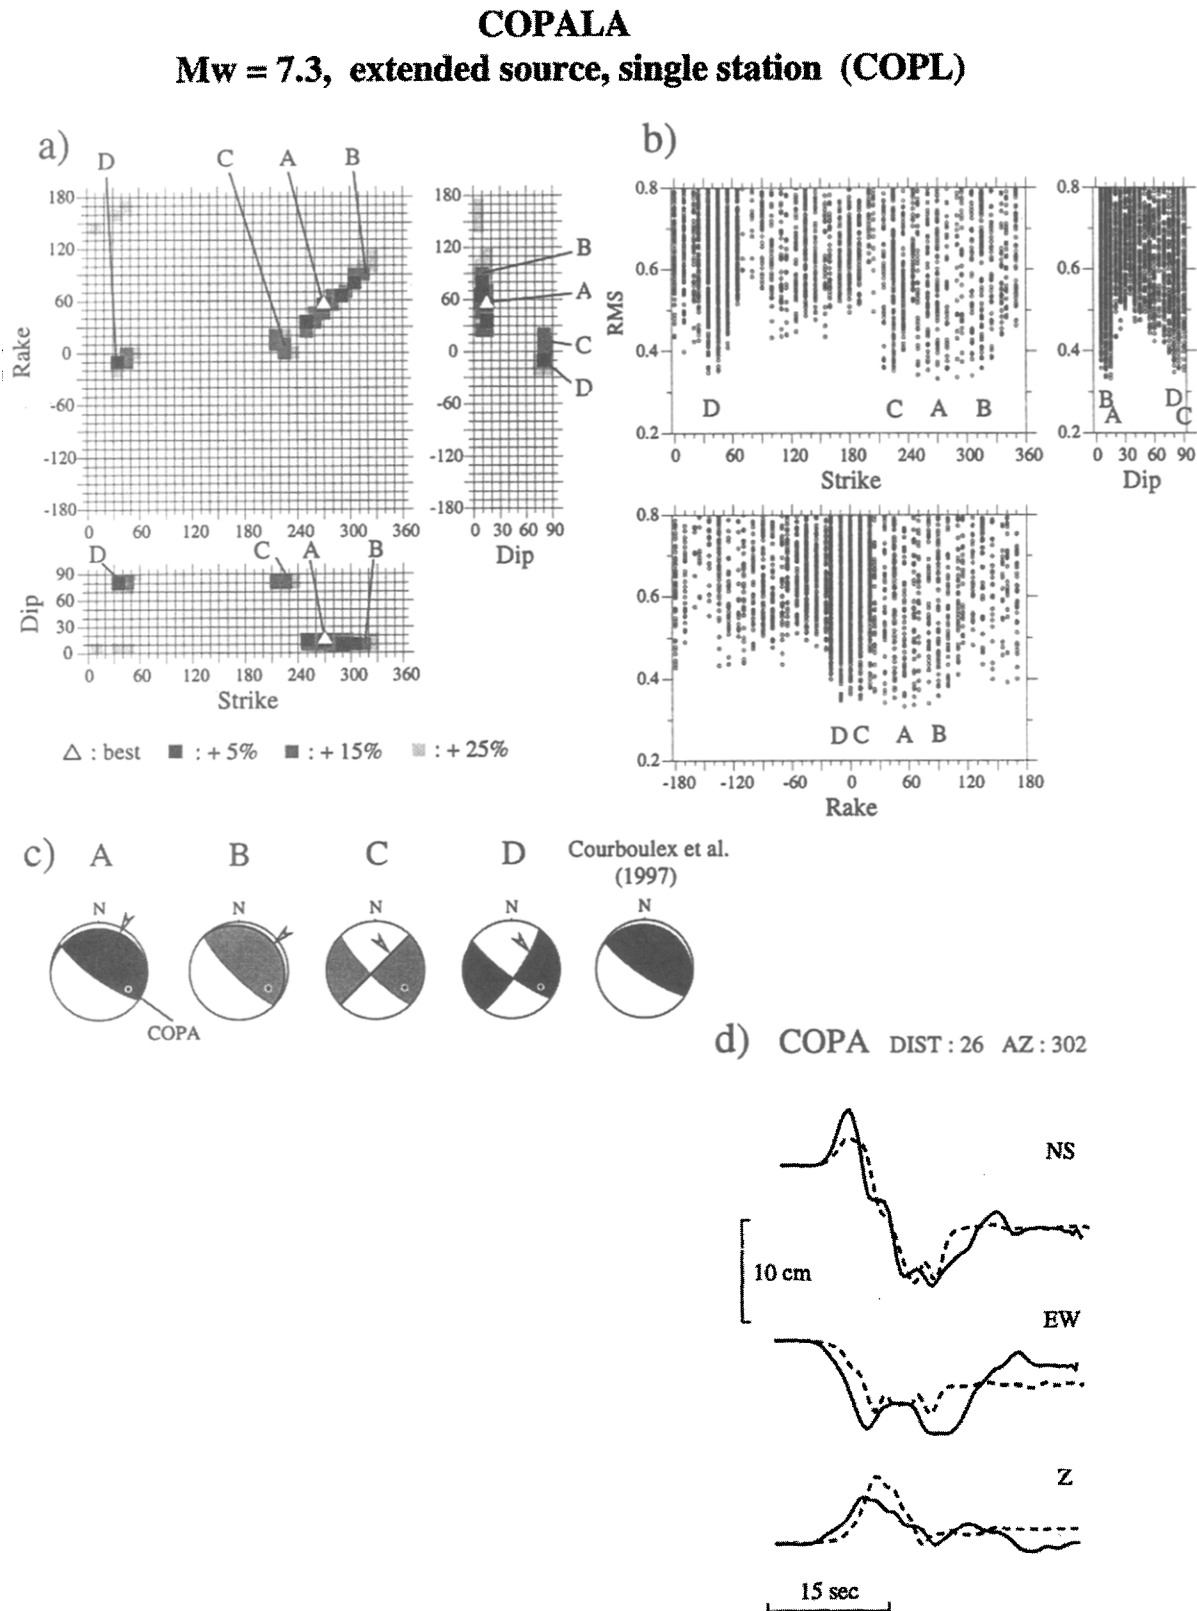 COPALA
Mw = 7.3, extended source, single station (COPL)
a)
D C A B
180
120
60
0
-60
-120
-180
Rake
0 60 120 180 240 300 360
180
120
60
0
-60
-120
-180
B
A
C
D
0 30 60 90
Dip
D C A B
90
60
30
0
Dip
0 60 120 180 240 300 360
Strike
△ : best ■ : + 5% ■ : + 15% ■ : + 25%
b)
0.8
0.6
0.4
0.2
RMS
D C A B
0 60 120 180 240 300 360
Strike
0.8
0.6
0.4
0.2
B D
A C
0 30 60 90
Dip
0.8
0.6
0.4
0.2
D C A B
-180 -120 -60 0 60 120 180
Rake
c) A B C D Courboulex et al.
(1997)
N N N N N
COPA
d) COPA DIST : 26 AZ : 302
NS
10 cm
EW
Z
15 sec